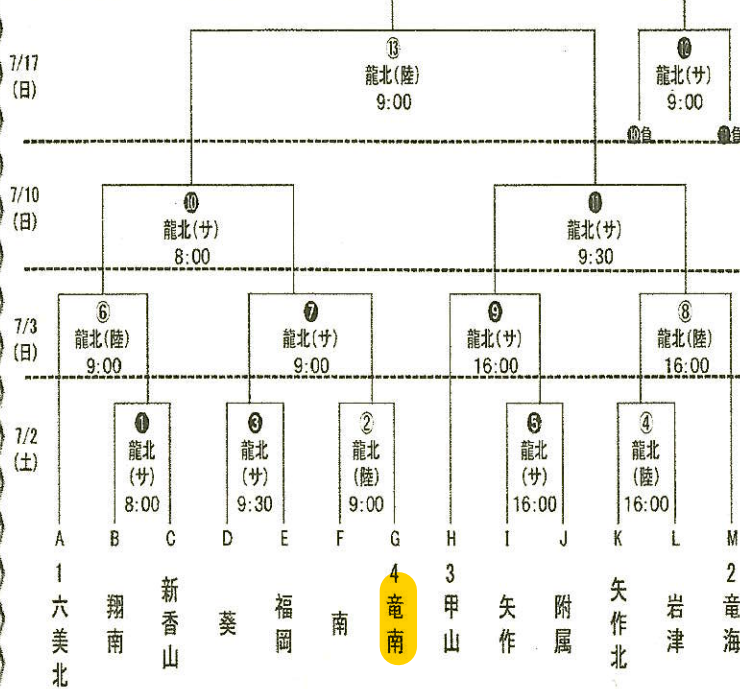 7/17
(日)
⑬
龍北(陸)
9:00
⓬
龍北(サ)
9:00
❿負
⓫負
7/10
(日)
❿
龍北(サ)
8:00
⓫
龍北(サ)
9:30
7/3
(日)
⑥
龍北(陸)
9:00
❼
龍北(サ)
9:00
❾
龍北(サ)
16:00
⑧
龍北(陸)
16:00
7/2
(土)
❶
龍北
(サ)
8:00
❸
龍北
(サ)
9:30
②
龍北
(陸)
9:00
❺
龍北
(サ)
16:00
④
龍北
(陸)
16:00
A B C D E F G H I J K L M
1六美北
翔南
新香山
葵
福岡
南
4竜南
3甲山
矢作
附属
矢作北
岩津
2竜海